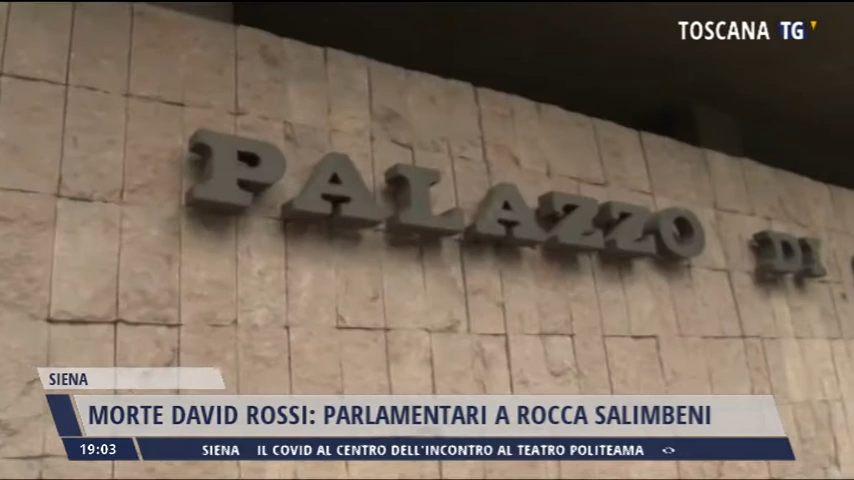 TOSCANA TG
PALAZZO DI
SIENA
MORTE DAVID ROSSI: PARLAMENTARI A ROCCA SALIMBENI
19:03 SIENA IL COVID AL CENTRO DELL'INCONTRO AL TEATRO POLITEAMA